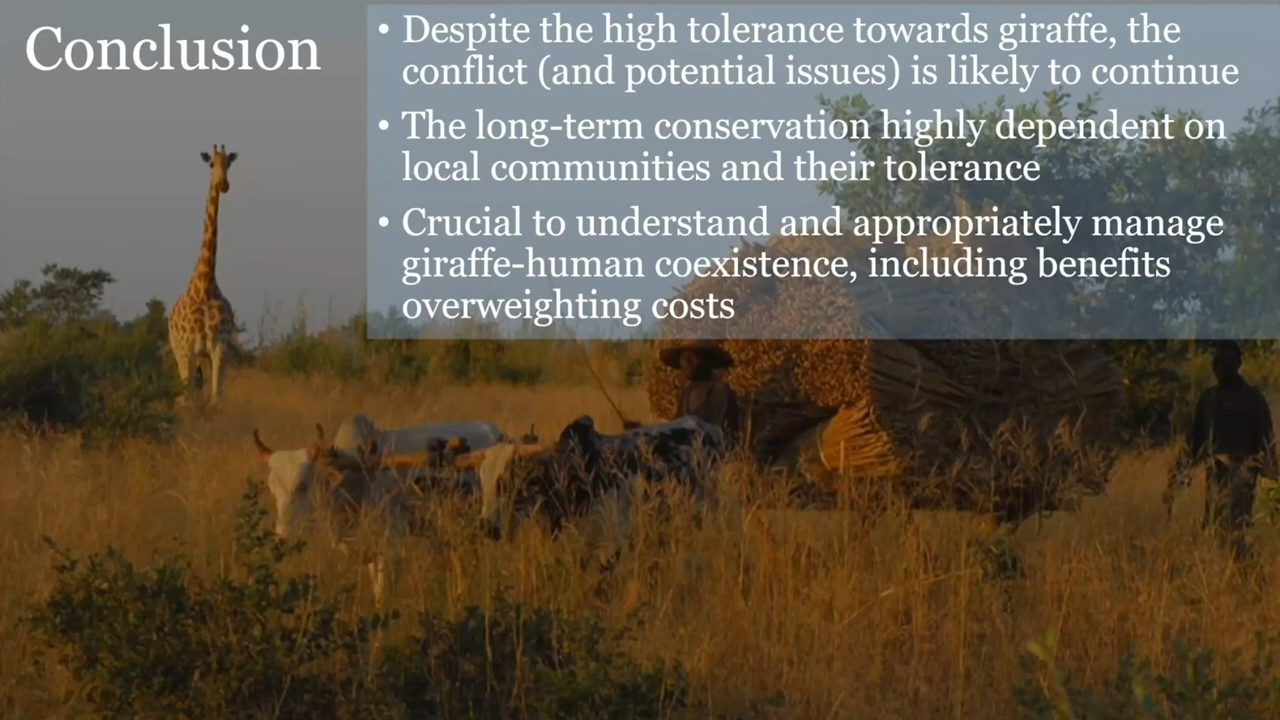 Conclusion
• Despite the high tolerance towards giraffe, the
conflict (and potential issues) is likely to continue
• The long-term conservation highly dependent on
local communities and their tolerance
• Crucial to understand and appropriately manage
giraffe-human coexistence, including benefits
overweighting costs